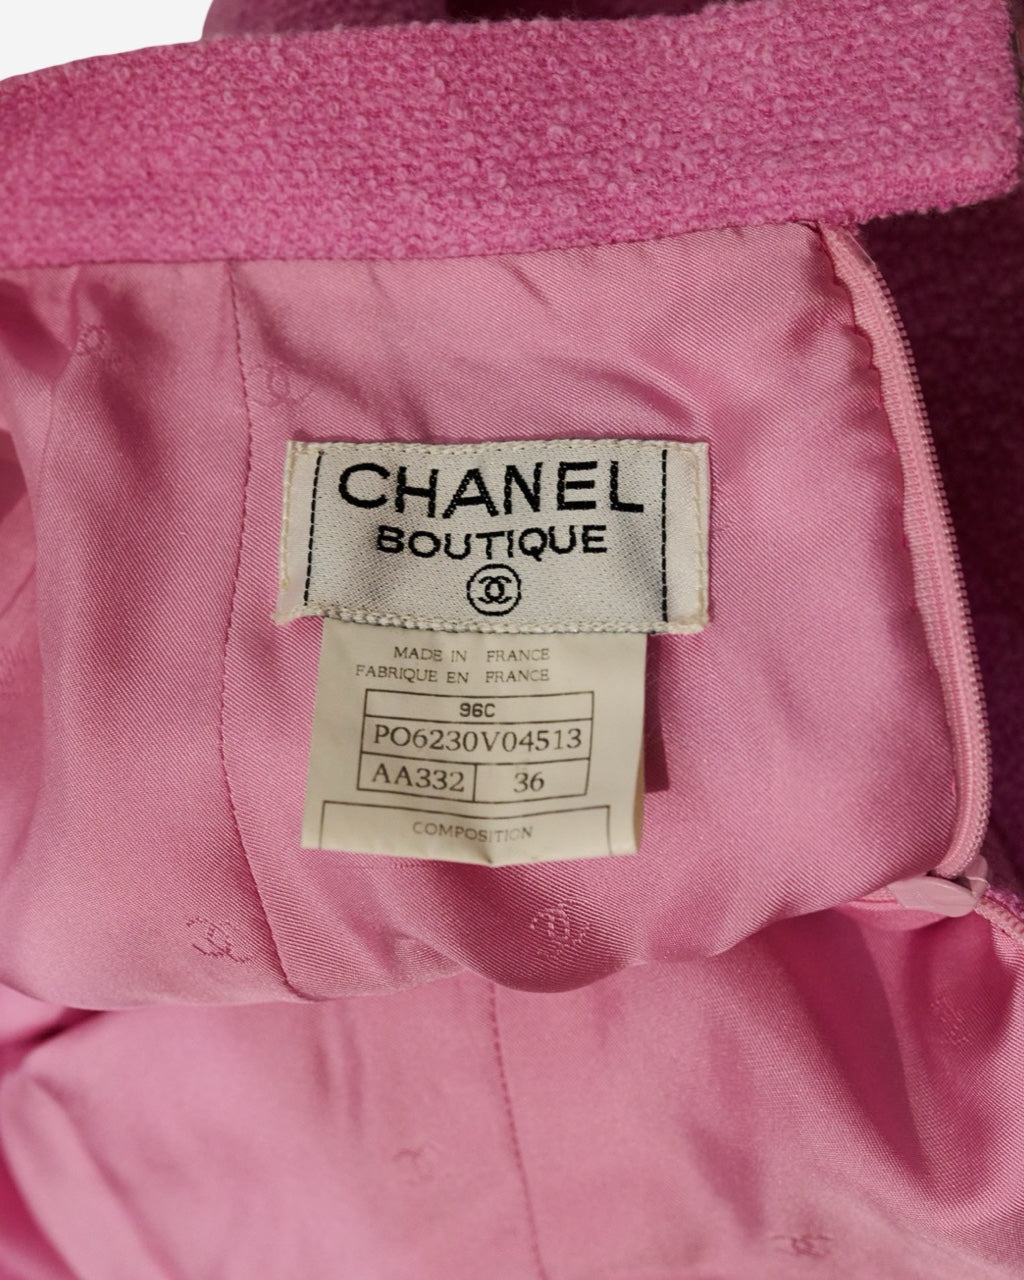 CHANEL
BOUTIQUE
MADE IN FRANCE
FABRIQUE EN FRANCE
96C
PO6230V04513
AA332 36
COMPOSITION